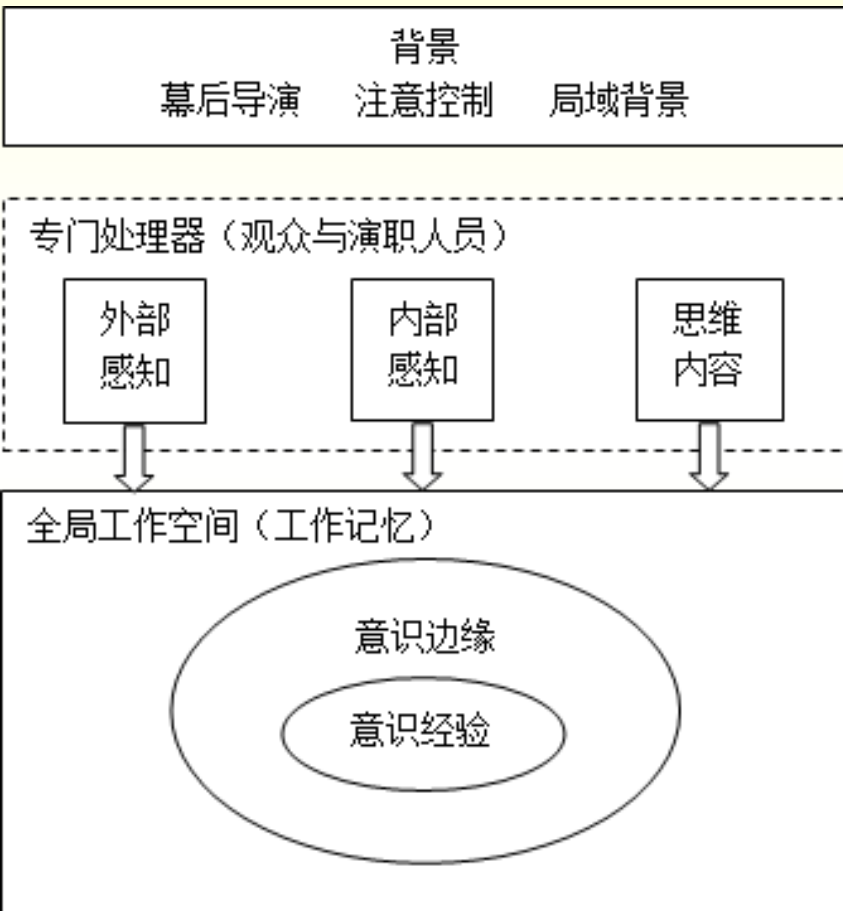 背景
幕后导演 注意控制 局域背景
专门处理器（观众与演职人员）
外部
感知
内部
感知
思维
内容
全局工作空间（工作记忆）
意识边缘
意识经验